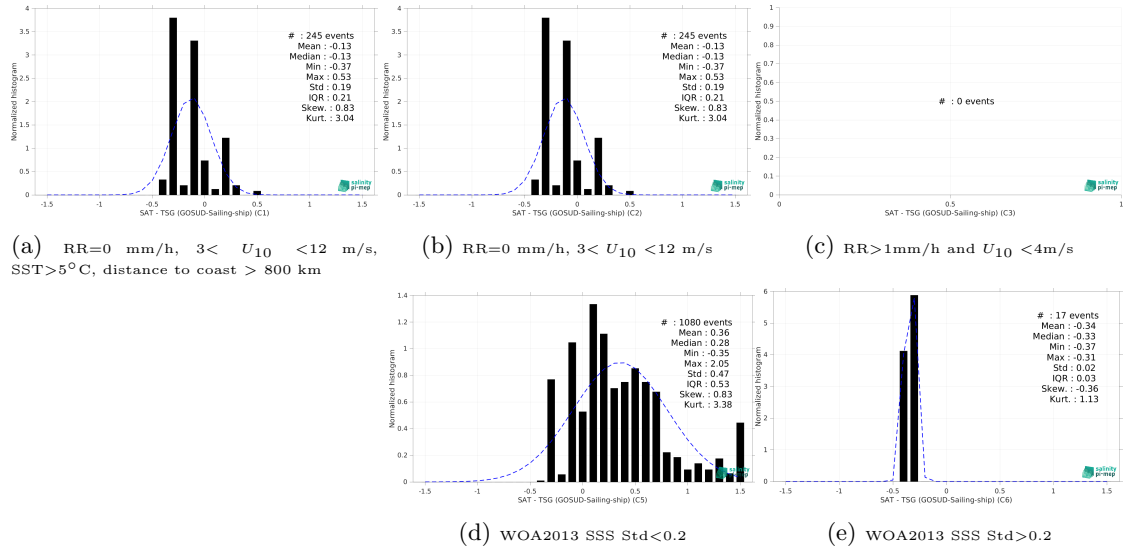 4
3.5
3
2.5
2
1.5
1
0.5
0
Normalized histogram
# : 245 events
Mean : -0.13
Median : -0.13
Min : -0.37
Max : 0.53
Std : 0.19
IQR : 0.21
Skew. : 0.83
Kurt. : 3.04
salinity
pi-mep
-1.5 -1 -0.5 0 0.5 1 1.5
SAT - TSG (GOSUD-Sailing-ship) (C1)
(a) RR=0 mm/h, 3< U10 <12 m/s,
SST>5°C, distance to coast > 800 km
4
3.5
3
2.5
2
1.5
1
0.5
0
Normalized histogram
# : 245 events
Mean : -0.13
Median : -0.13
Min : -0.37
Max : 0.53
Std : 0.19
IQR : 0.21
Skew. : 0.83
Kurt. : 3.04
salinity
pi-mep
-1.5 -1 -0.5 0 0.5 1 1.5
SAT - TSG (GOSUD-Sailing-ship) (C2)
(b) RR=0 mm/h, 3< U10 <12 m/s
1
0.9
0.8
0.7
0.6
0.5
0.4
0.3
0.2
0.1
0
Normalized histogram
# : 0 events
salinity
pi-mep
0 0.5 1
SAT - TSG (GOSUD-Sailing-ship) (C3)
(c) RR>1mm/h and U10 <4m/s
1.4
1.2
1
0.8
0.6
0.4
0.2
0
Normalized histogram
# : 1080 events
Mean : 0.36
Median : 0.28
Min : -0.35
Max : 2.05
Std : 0.47
IQR : 0.53
Skew. : 0.83
Kurt. : 3.38
salinity
pi-mep
-1.5 -1 -0.5 0 0.5 1 1.5
SAT - TSG (GOSUD-Sailing-ship) (C5)
(d) WOA2013 SSS Std<0.2
6
5
4
3
2
1
0
Normalized histogram
# : 17 events
Mean : -0.34
Median : -0.33
Min : -0.37
Max : -0.31
Std : 0.02
IQR : 0.03
Skew. : -0.36
Kurt. : 1.13
salinity
pi-mep
-1.5 -1 -0.5 0 0.5 1 1.5
SAT - TSG (GOSUD-Sailing-ship) (C6)
(e) WOA2013 SSS Std>0.2